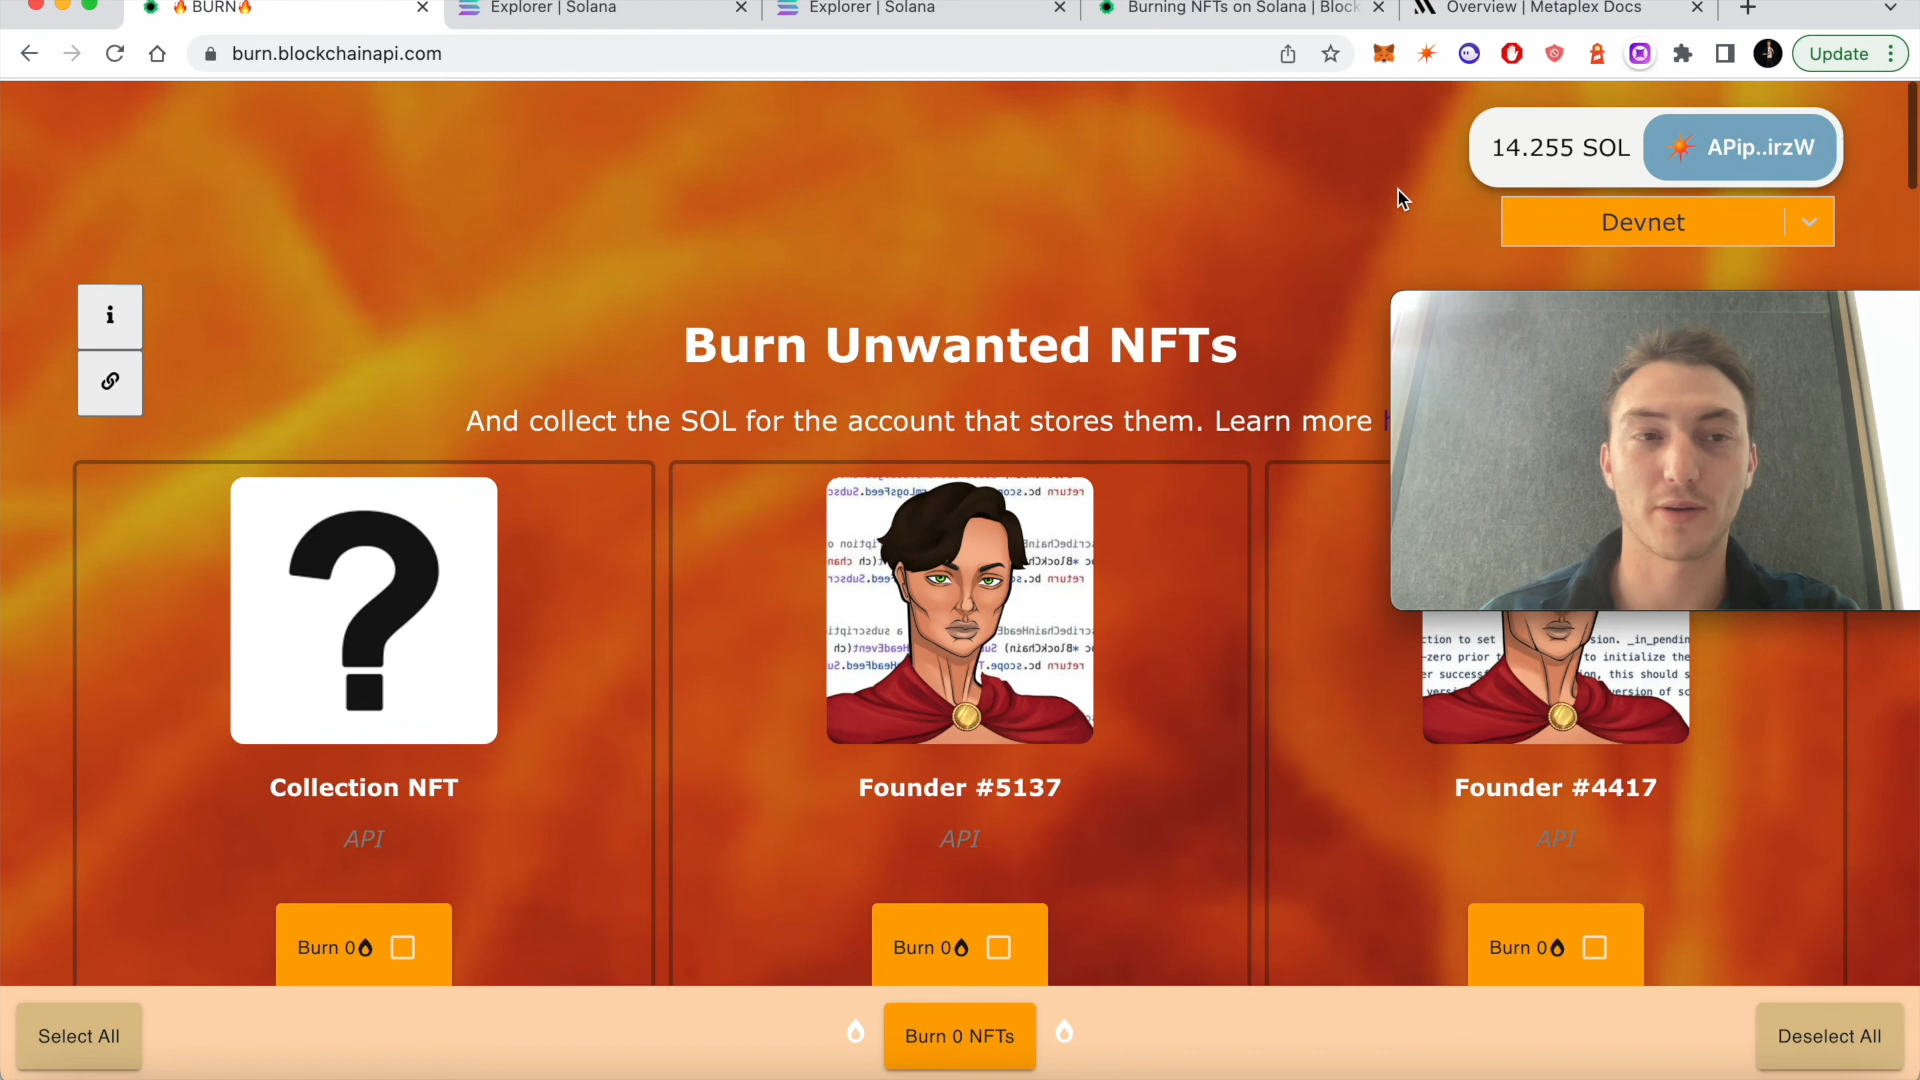 🔥BURN🔥
Explorer | Solana
Explorer | Solana
Burning NFTs on Solana | Block
Overview | Metaplex Docs
burn.blockchainapi.com
Update
14.255 SOL
APip..irzW
Devnet
Burn Unwanted NFTs
And collect the SOL for the account that stores them. Learn more
Collection NFT
API
Burn 0
Founder #5137
API
Burn 0
Founder #4417
API
Burn 0
Select All
Burn 0 NFTs
Deselect All